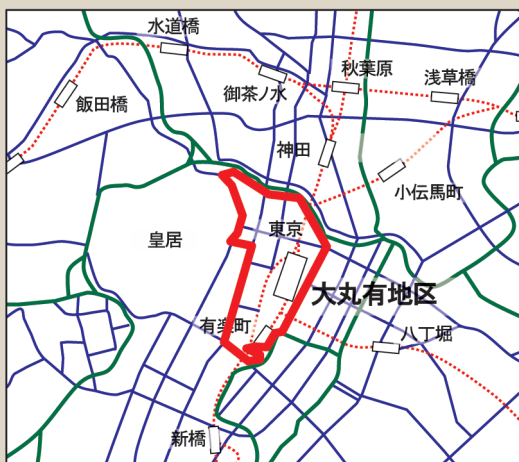 水道橋
秋葉原
浅草橋
御茶ノ水
飯田橋
神田
小伝馬町
東京
皇居
大丸有地区
有楽町
八丁堀
新橋